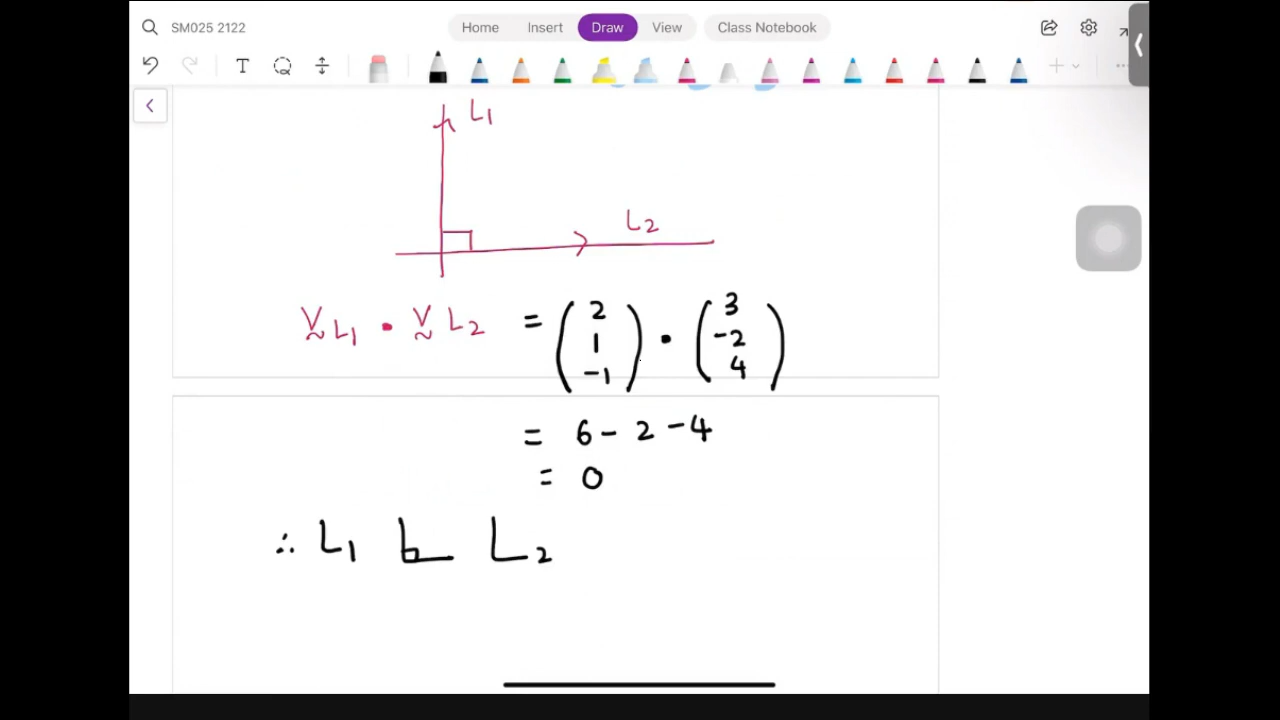 SM025 2122
Home Insert Draw View Class Notebook
T
L1
L2
V~ L1 • V~ L2 = (2 1 -1) • (3 -2 4)
= 6 - 2 - 4
= 0
∴ L1 ⊥ L2